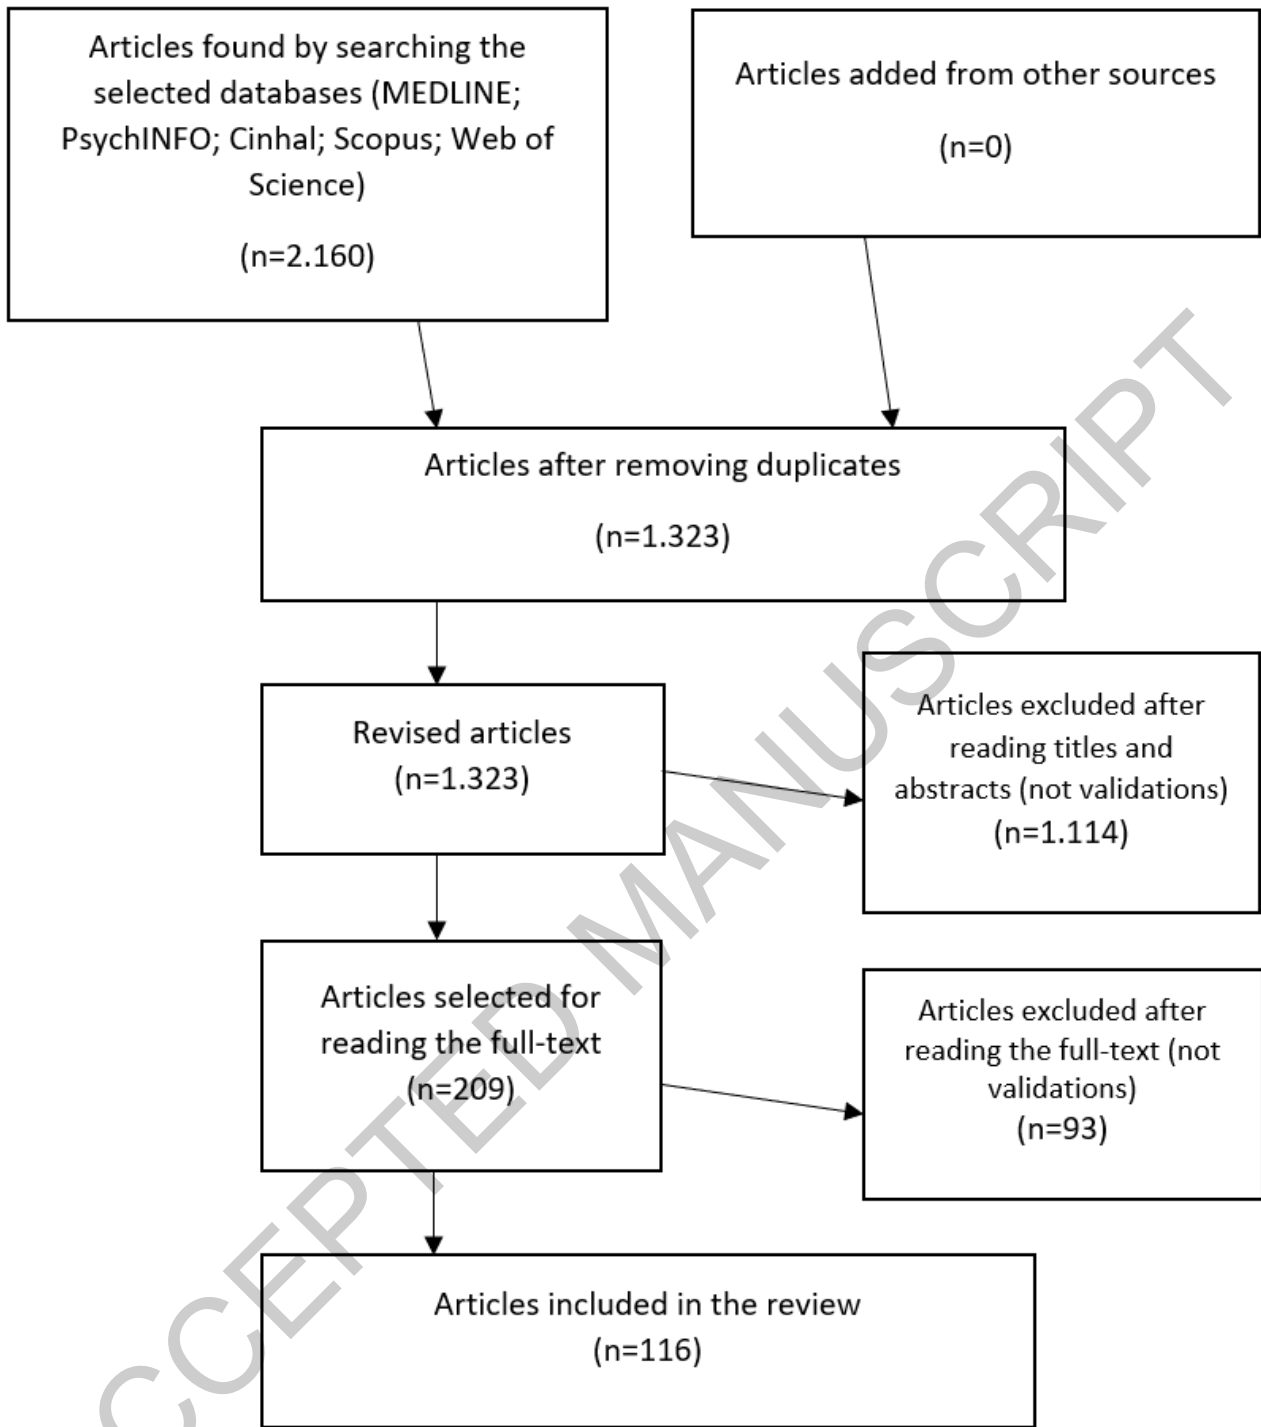 Articles found by searching the
selected databases (MEDLINE;
PsychINFO; Cinhal; Scopus; Web of
Science)
(n=2.160)
Articles added from other sources
(n=0)
Articles after removing duplicates
(n=1.323)
Revised articles
(n=1.323)
Articles excluded after
reading titles and
abstracts (not validations)
(n=1.114)
Articles selected for
reading the full-text
(n=209)
Articles excluded after
reading the full-text (not
validations)
(n=93)
Articles included in the review
(n=116)
CCEPTED MANUSCRIPT